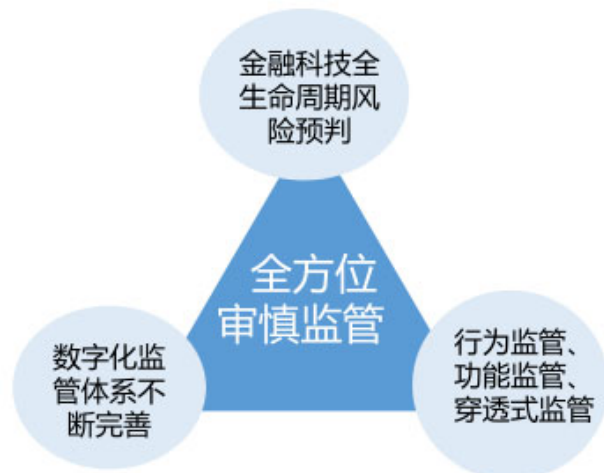 金融科技全
生命周期风
险预判
全方位
审慎监管
数字化监
管体系不
断完善
行为监管、
功能监管、
穿透式监管